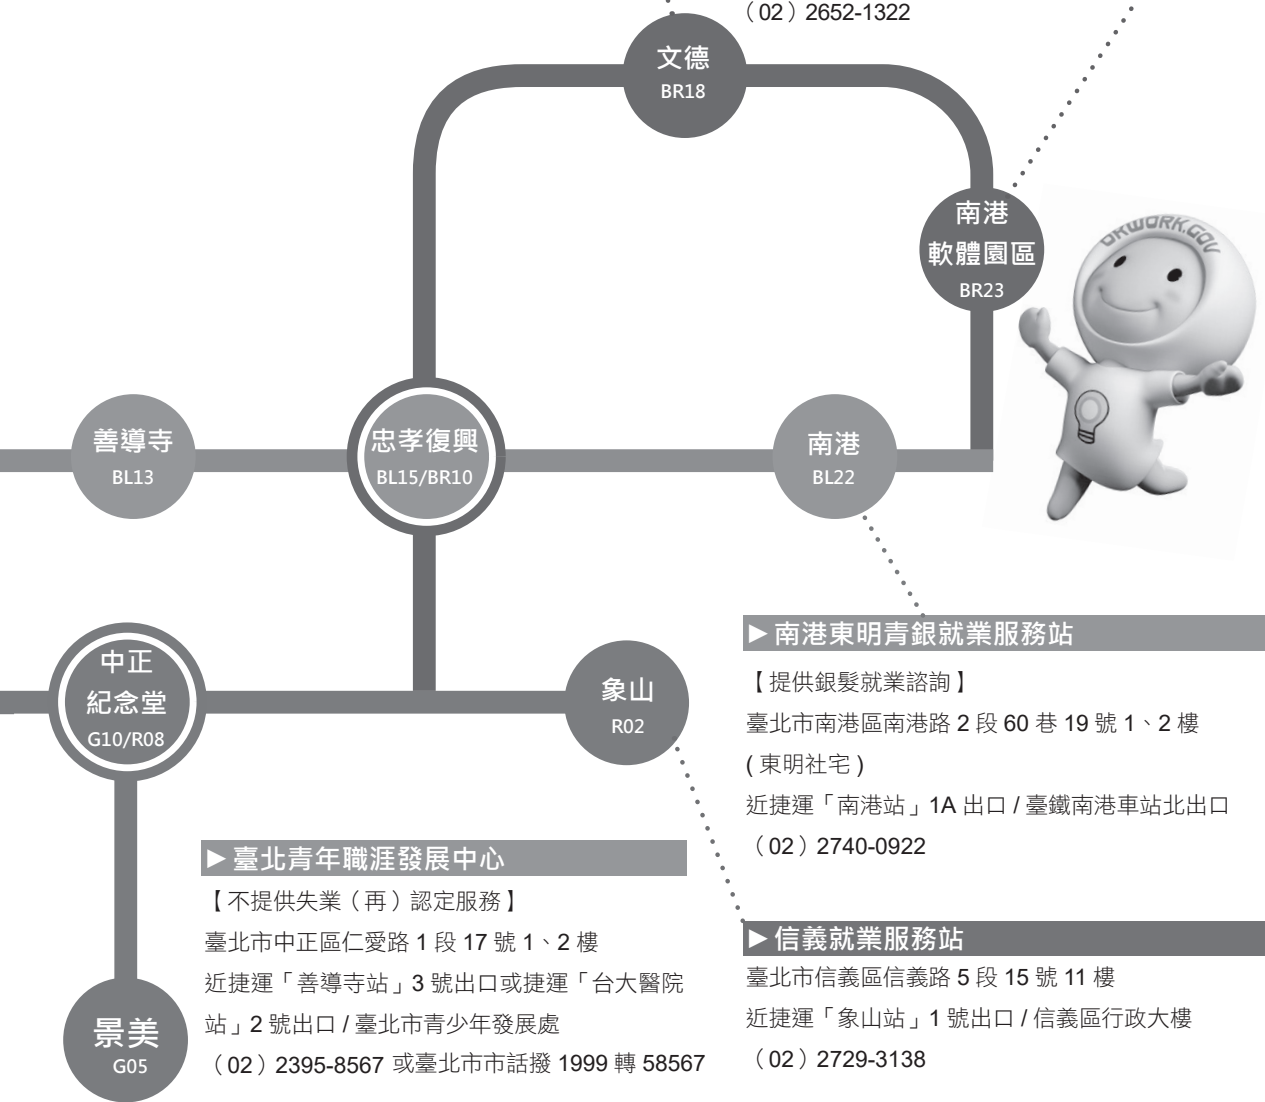 （02）2652-1322
文德
BR18
南港
軟體園區
BR23
OKWORK.GOV
善導寺
BL13
忠孝復興
BL15/BR10
南港
BL22
中正
紀念堂
G10/R08
象山
R02
景美
G05
▶南港東明青銀就業服務站
【提供銀髮就業諮詢】
臺北市南港區南港路 2 段 60 巷 19 號 1、2 樓
( 東明社宅 )
近捷運「南港站」1A 出口 / 臺鐵南港車站北出口
（02）2740-0922
▶臺北青年職涯發展中心
【不提供失業（再）認定服務】
臺北市中正區仁愛路 1 段 17 號 1、2 樓
近捷運「善導寺站」3 號出口或捷運「台大醫院
站」2 號出口 / 臺北市青少年發展處
（02）2395-8567 或臺北市市話撥 1999 轉 58567
▶信義就業服務站
臺北市信義區信義路 5 段 15 號 11 樓
近捷運「象山站」1 號出口 / 信義區行政大樓
（02）2729-3138